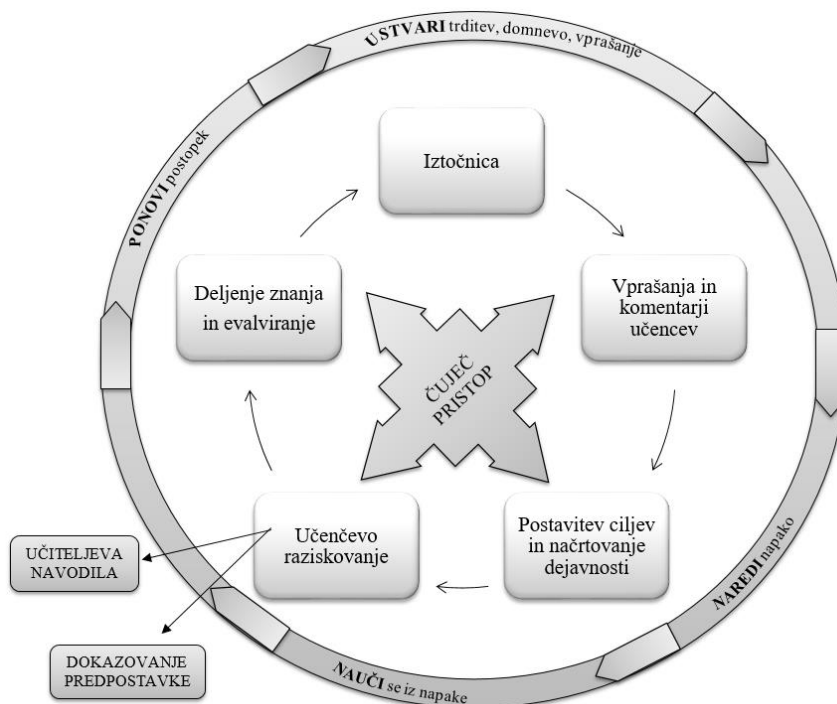 USTVARI trditev, domnevo, vprašanje
Iztočnica
PONOVI postopek
Deljenje znanja
in evalviranje
Vprašanja in
komentarji
učencev
ČUJEČ
PRISTOP
Učenčevo
raziskovanje
Postavitev ciljev
in načrtovanje
dejavnosti
UČITELJEVA
NAVODILA
NAREDI napako
DOKAZOVANJE
PREDPOSTAVKE
NAUČI se iz napake